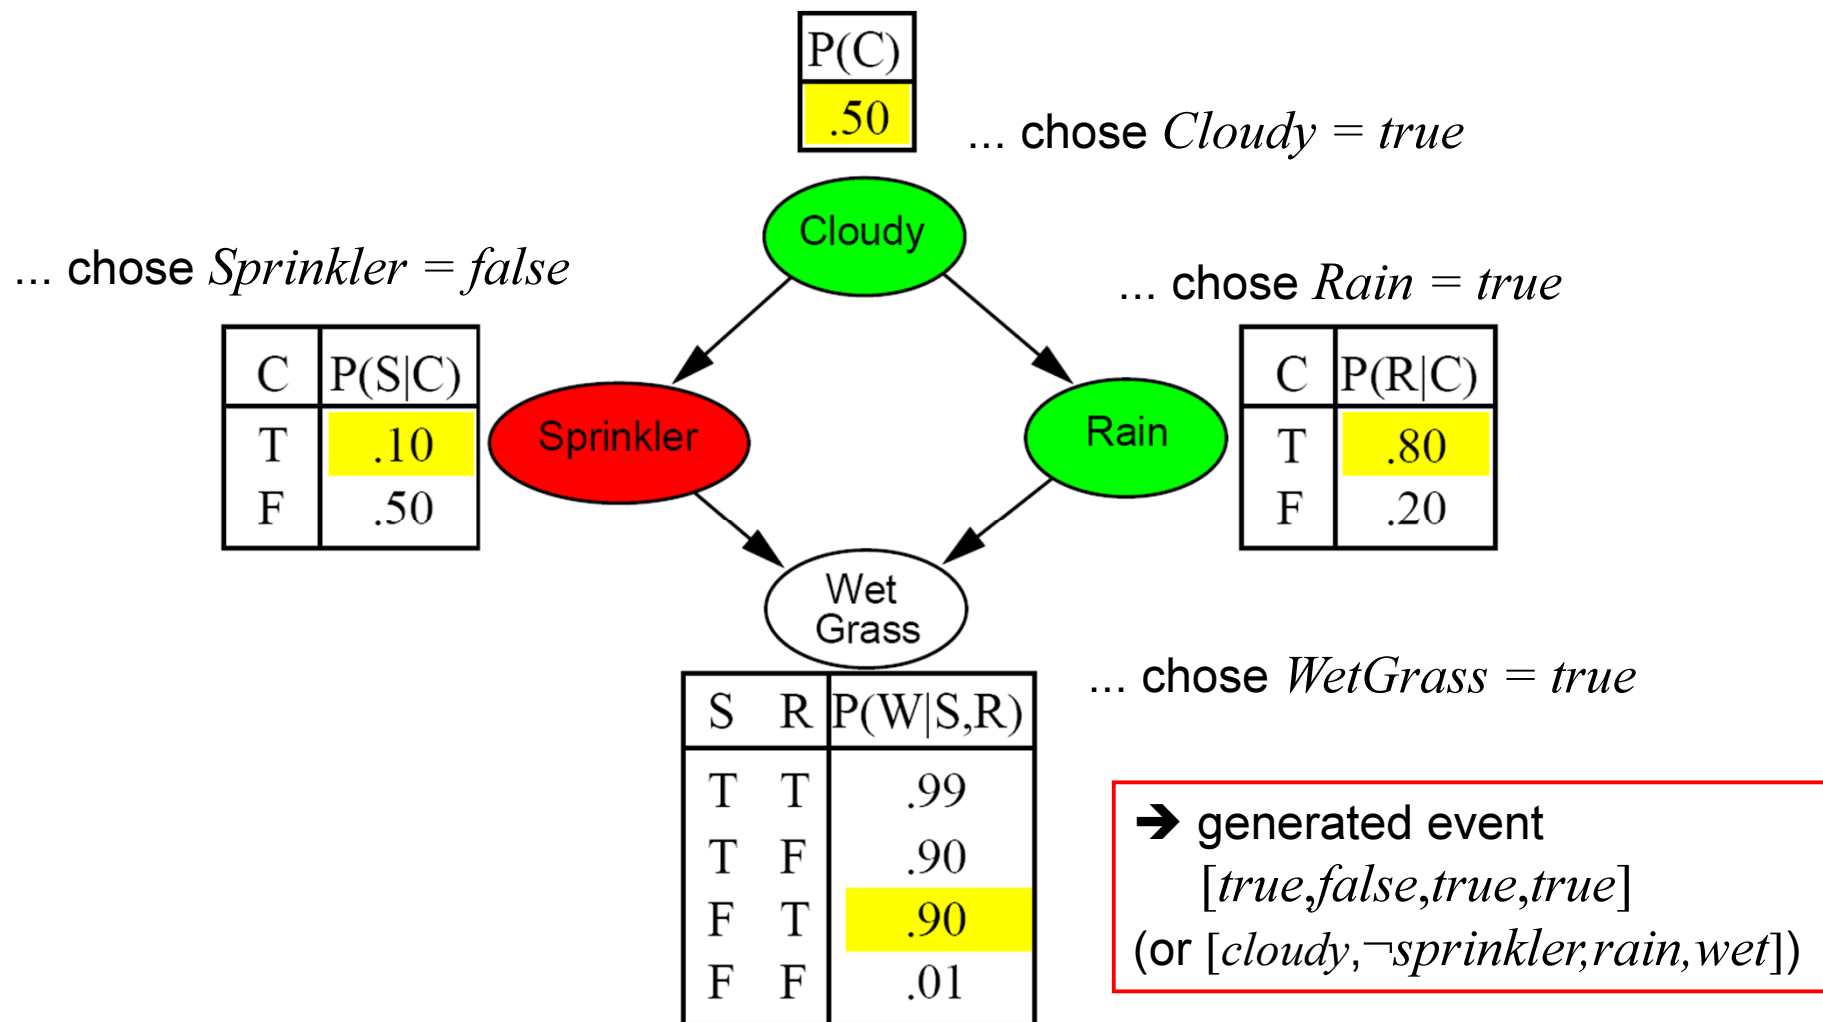 P(C)
.50
... chose Cloudy = true
Cloudy
... chose Sprinkler = false
... chose Rain = true
C P(S|C)
T .10
F .50
Sprinkler
Rain
C P(R|C)
T .80
F .20
Wet
Grass
... chose WetGrass = true
S R P(W|S,R)
T T .99
T F .90
F T .90
F F .01
➔ generated event
[true,false,true,true]
(or [cloudy,¬sprinkler,rain,wet])